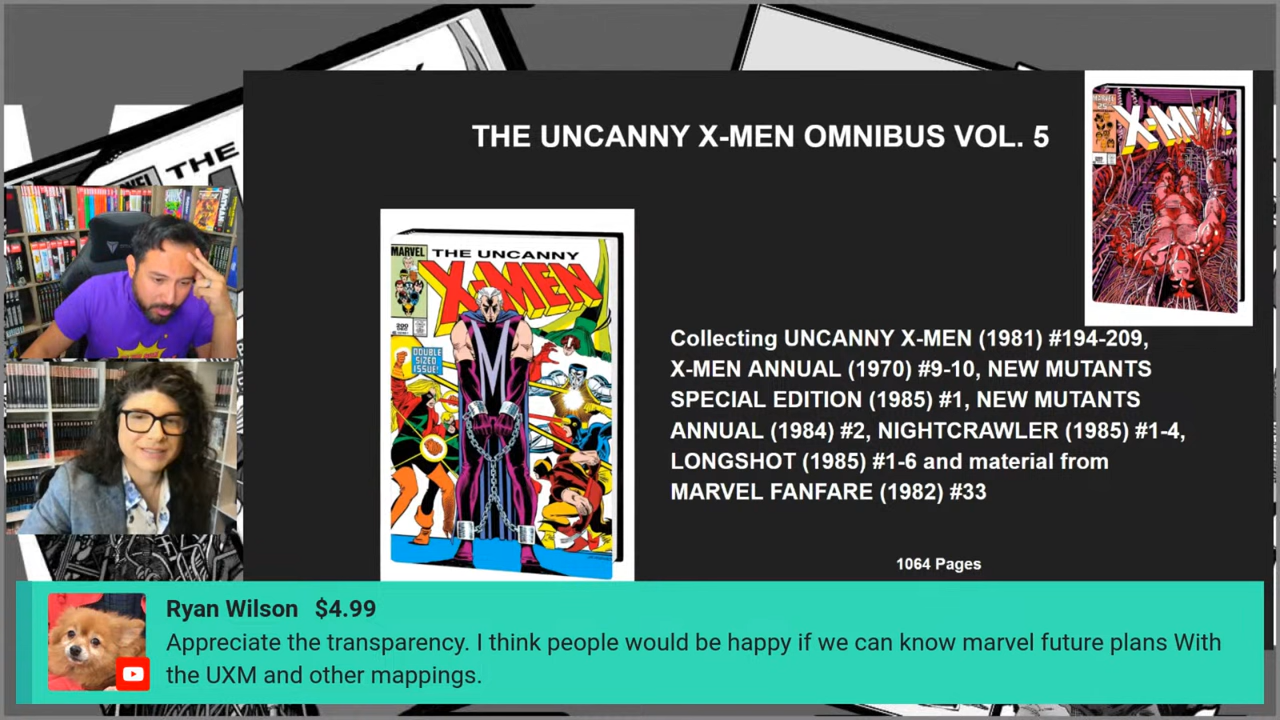 THE
THE UNCANNY X-MEN OMNIBUS VOL. 5
MARVEL
X-MEN
MARVEL
THE UNCANNY
X-MEN
200
DOUBLE
SIZED
ISSUE!
Collecting UNCANNY X-MEN (1981) #194-209,
X-MEN ANNUAL (1970) #9-10, NEW MUTANTS
SPECIAL EDITION (1985) #1, NEW MUTANTS
ANNUAL (1984) #2, NIGHTCRAWLER (1985) #1-4,
LONGSHOT (1985) #1-6 and material from
MARVEL FANFARE (1982) #33
1064 Pages
Ryan Wilson $4.99
Appreciate the transparency. I think people would be happy if we can know marvel future plans With
the UXM and other mappings.